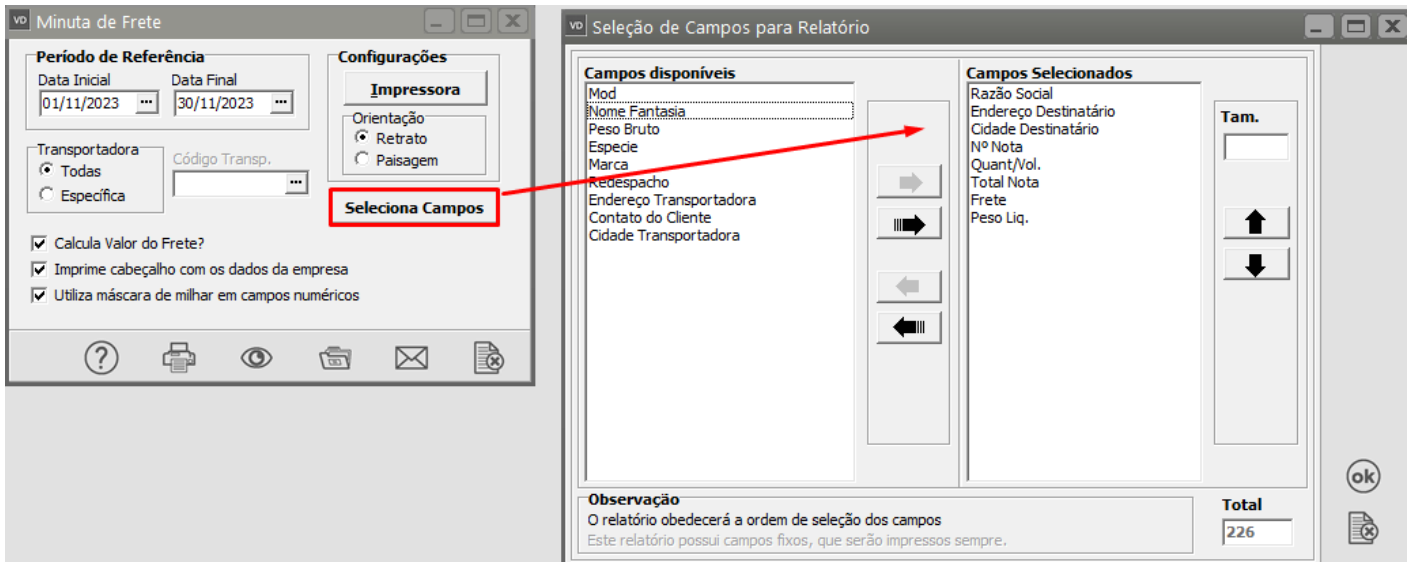 VD Minuta de Frete
Período de Referência
Data Inicial Data Final
01/11/2023 ... 30/11/2023 ...
Transportadora
Todas
Específica
Código Transp.
...
Configurações
Impressora
Orientação
Retrato
Paisagem
Seleciona Campos
Calcula Valor do Frete?
Imprime cabeçalho com os dados da empresa
Utiliza máscara de milhar em campos numéricos
?
VD Seleção de Campos para Relatório
Campos disponíveis
Mod
Nome Fantasia
Peso Bruto
Especie
Marca
Redespacho
Endereço Transportadora
Contato do Cliente
Cidade Transportadora
Campos Selecionados
Razão Social
Endereço Destinatário
Cidade Destinatário
Nº Nota
Quant/Vol.
Total Nota
Frete
Peso Liq.
Tam.
Observação
O relatório obedecerá a ordem de seleção dos campos
Este relatório possui campos fixos, que serão impressos sempre.
Total
226
ok